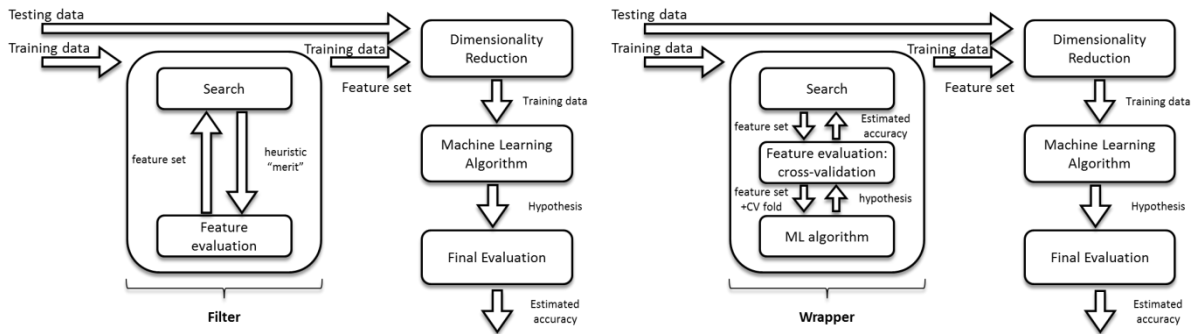 Testing data
Training data
Search
feature set
heuristic
"merit"
Feature
evaluation
Filter
Training data
Feature set
Dimensionality
Reduction
Training data
Machine Learning
Algorithm
Hypothesis
Final Evaluation
Estimated
accuracy
Testing data
Training data
Search
feature set
Estimated
accuracy
Feature evaluation:
cross-validation
feature set
+CV fold
hypothesis
ML algorithm
Wrapper
Training data
Feature set
Dimensionality
Reduction
Training data
Machine Learning
Algorithm
Hypothesis
Final Evaluation
Estimated
accuracy